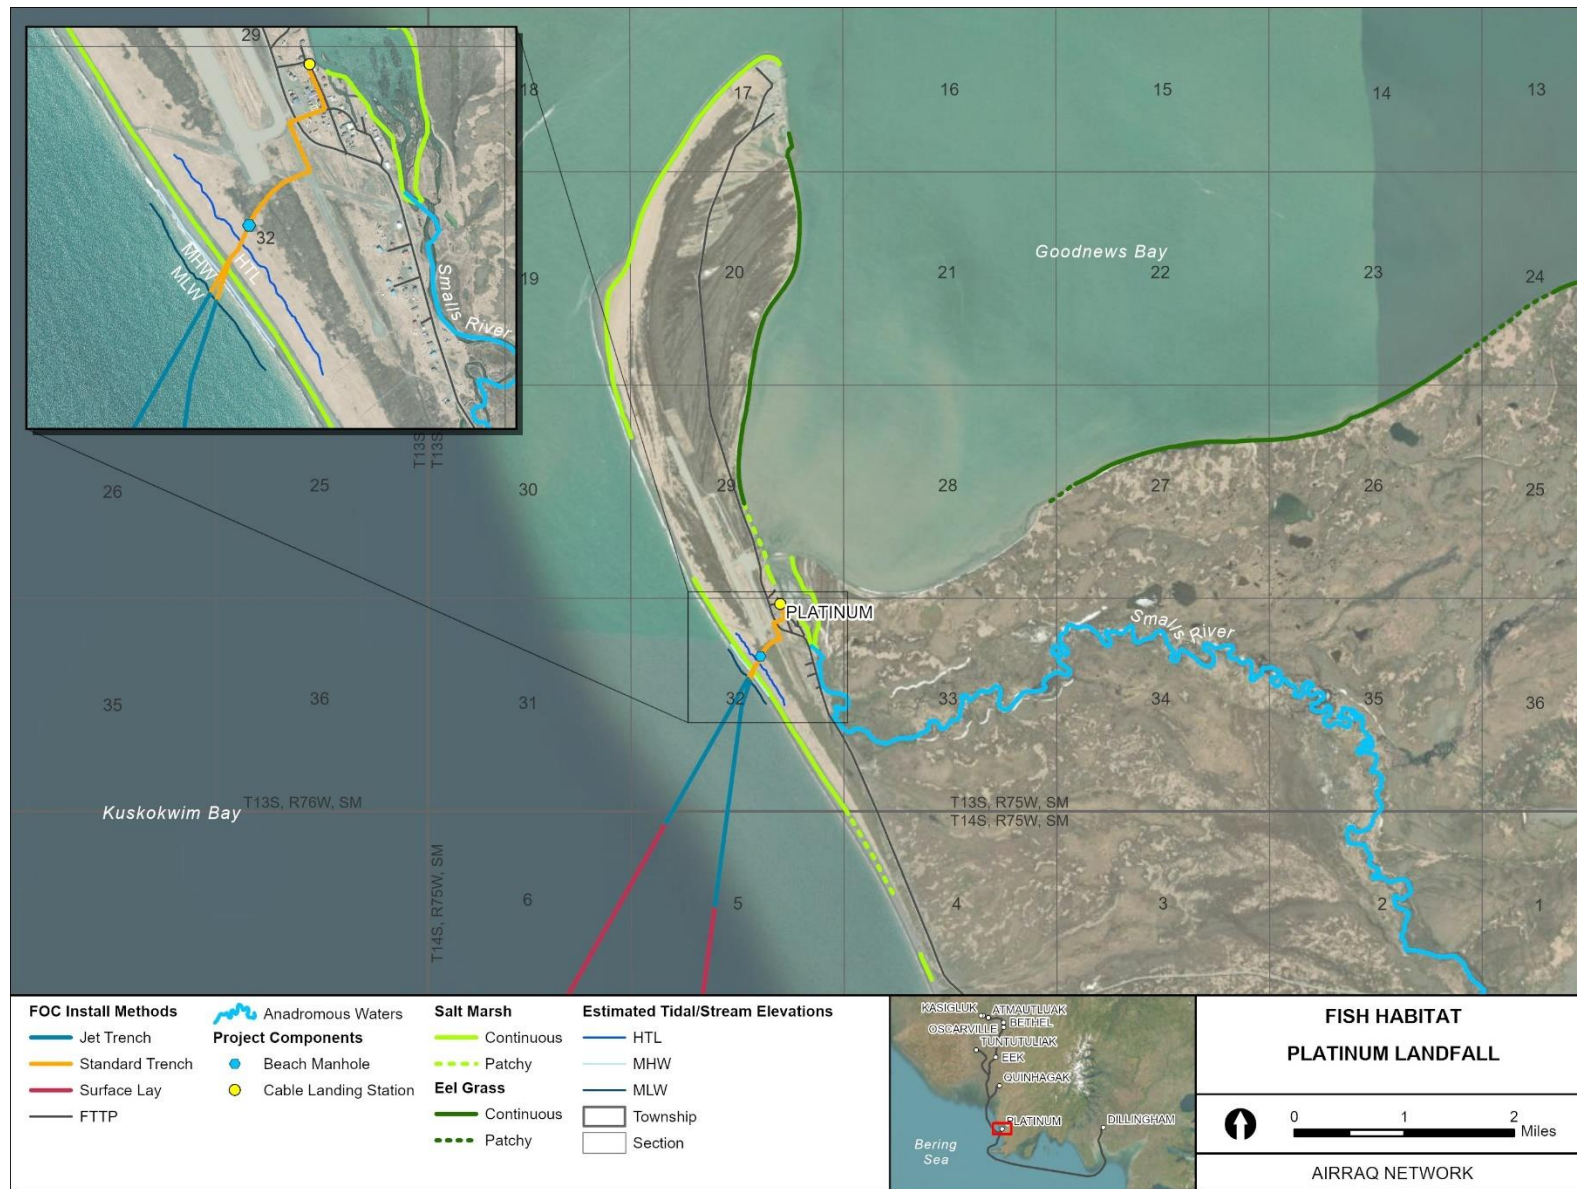 29
32
MHW
HTL
MLW
Smalls River
18
17
16
15
14
13
19
20
Goodnews Bay
21
22
23
24
T13S
T13S
26
25
30
29
28
27
26
25
PLATINUM
Smalls River
35
36
31
32
33
34
35
36
Kuskokwim Bay
T13S, R76W, SM
T13S, R75W, SM
T14S, R75W, SM
T14S, R75W, SM
6
5
4
3
2
1
FOC Install Methods
Jet Trench
Standard Trench
Surface Lay
FTTP
Anadromous Waters
Project Components
Beach Manhole
Cable Landing Station
Salt Marsh
Continuous
Patchy
Eel Grass
Continuous
Patchy
Estimated Tidal/Stream Elevations
HTL
MHW
MLW
Township
Section
KASIGLUK
ATMAUTLUAK
OSCARVILLE
BETHEL
TUNTUTULIAK
EEK
QUINHAGAK
PLATINUM
DILLINGHAM
Bering
Sea
FISH HABITAT
PLATINUM LANDFALL
0 1 2
Miles
AIRRAQ NETWORK